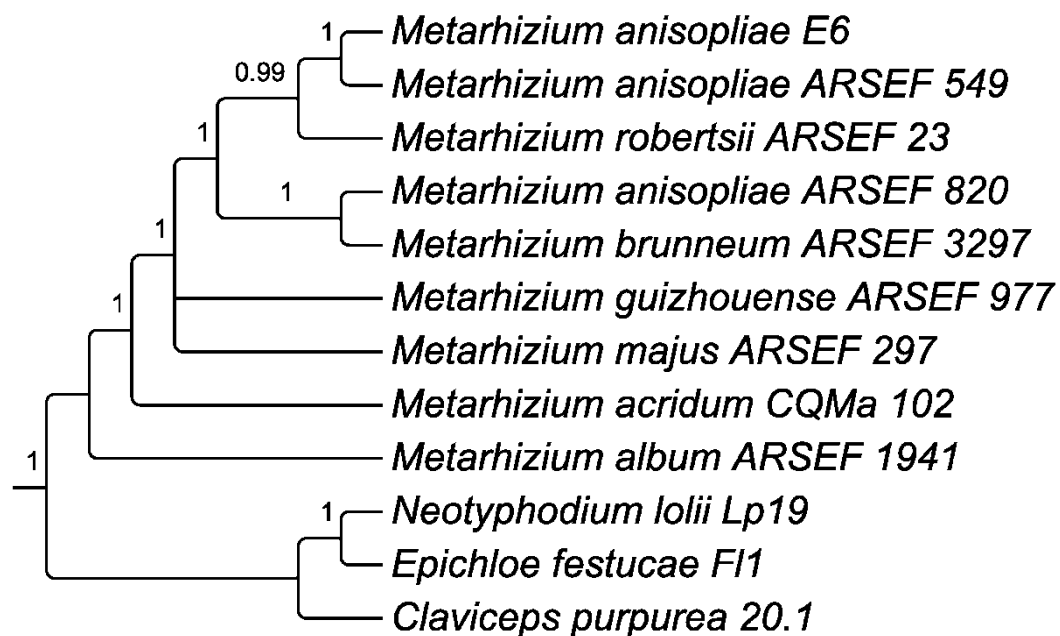 1 Metarhizium anisopliae E6
0.99 Metarhizium anisopliae ARSEF 549
1 Metarhizium robertsii ARSEF 23
1 Metarhizium anisopliae ARSEF 820
1 Metarhizium brunneum ARSEF 3297
1 Metarhizium guizhouense ARSEF 977
Metarhizium majus ARSEF 297
Metarhizium acridum CQMa 102
1 Metarhizium album ARSEF 1941
1 Neotyphodium lolii Lp19
Epichloe festucae Fl1
Claviceps purpurea 20.1